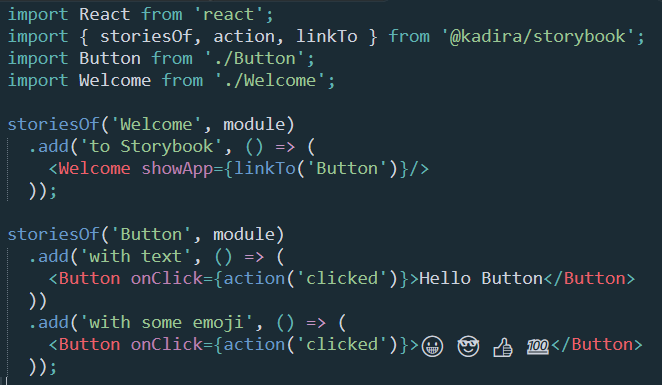 import React from 'react';
import { storiesOf, action, linkTo } from '@kadira/storybook';
import Button from './Button';
import Welcome from './Welcome';

storiesOf('Welcome', module)
  .add('to Storybook', () => (
    <Welcome showApp={linkTo('Button')}/>
  ));

storiesOf('Button', module)
  .add('with text', () => (
    <Button onClick={action('clicked')}>Hello Button</Button>
  ))
  .add('with some emoji', () => (
    <Button onClick={action('clicked')}>😀 😎 👍 💯</Button>
  ));